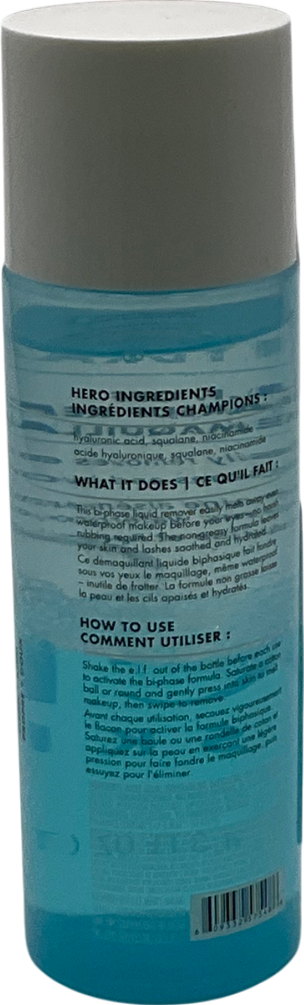 HERO INGREDIENTS
INGRÉDIENTS CHAMPIONS :
hyaluronic acid, squalane, niacinamide
acide hyaluronique, squalane, niacinamide
WHAT IT DOES | CE QU'IL FAIT :
This bi-phase liquid remover easily melts away even
waterproof makeup before your eyes—no harsh
rubbing required. The non-greasy formula leaves
your skin and lashes soothed and hydrated.
Ce démaquillant liquide biphasique fait fondre
sous vos yeux le maquillage, même waterproof
– inutile de frotter. La formule non grasse laisse
la peau et les cils apaisés et hydratés.
HOW TO USE
COMMENT UTILISER :
Shake the e.l.f. out of the bottle before each use
to activate the bi-phase formula. Saturate a cotton
ball or round and gently press into skin to melt
makeup, then swipe to remove.
Avant chaque utilisation, secouez vigoureusement
le flacon pour activer la formule biphasique.
Saturez une boule ou une rondelle de coton et
appliquez sur la peau en exerçant une légère
pression pour faire fondre le maquillage, puis
essuyez pour l'éliminer.